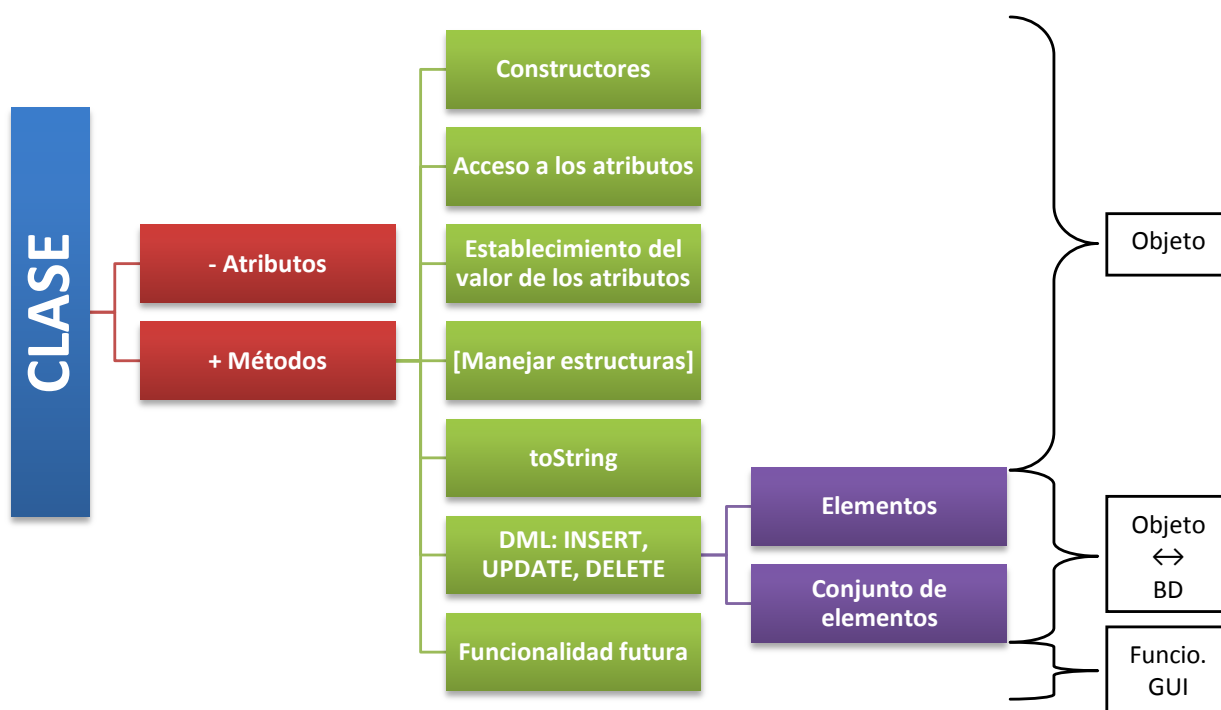 CLASE
- Atributos
+ Métodos
Constructores
Acceso a los atributos
Establecimiento del
valor de los atributos
[Manejar estructuras]
toString
DML: INSERT,
UPDATE, DELETE
Funcionalidad futura
Elementos
Conjunto de
elementos
Objeto
Objeto
↔
BD
Funcio.
GUI